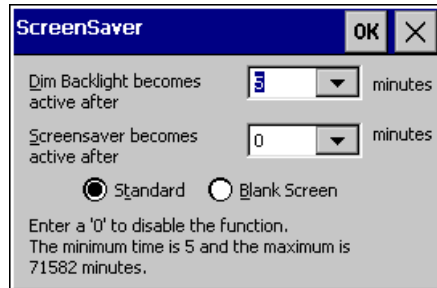 ScreenSaver OK
Dim Backlight becomes active after 5 minutes
Screensaver becomes active after 0 minutes
Standard Blank Screen
Enter a '0' to disable the function.
The minimum time is 5 and the maximum is
71582 minutes.